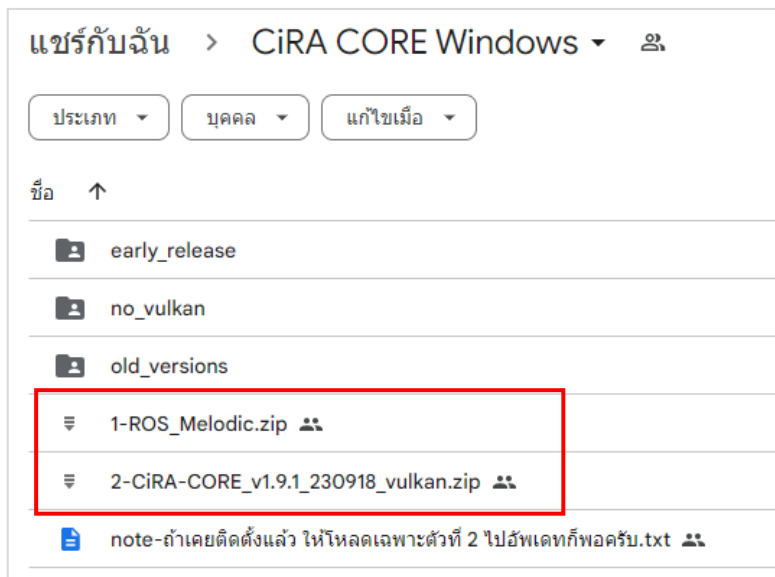 แชร์กับฉัน > CiRA CORE Windows
ประเภท บุคคล แก้ไขเมื่อ
ชื่อ
early_release
no_vulkan
old_versions
1-ROS_Melodic.zip
2-CiRA-CORE_v1.9.1_230918_vulkan.zip
note-ถ้าเคยติดตั้งแล้ว ให้โหลดเฉพาะตัวที่ 2 ไปอัพเดทก็พอครับ.txt